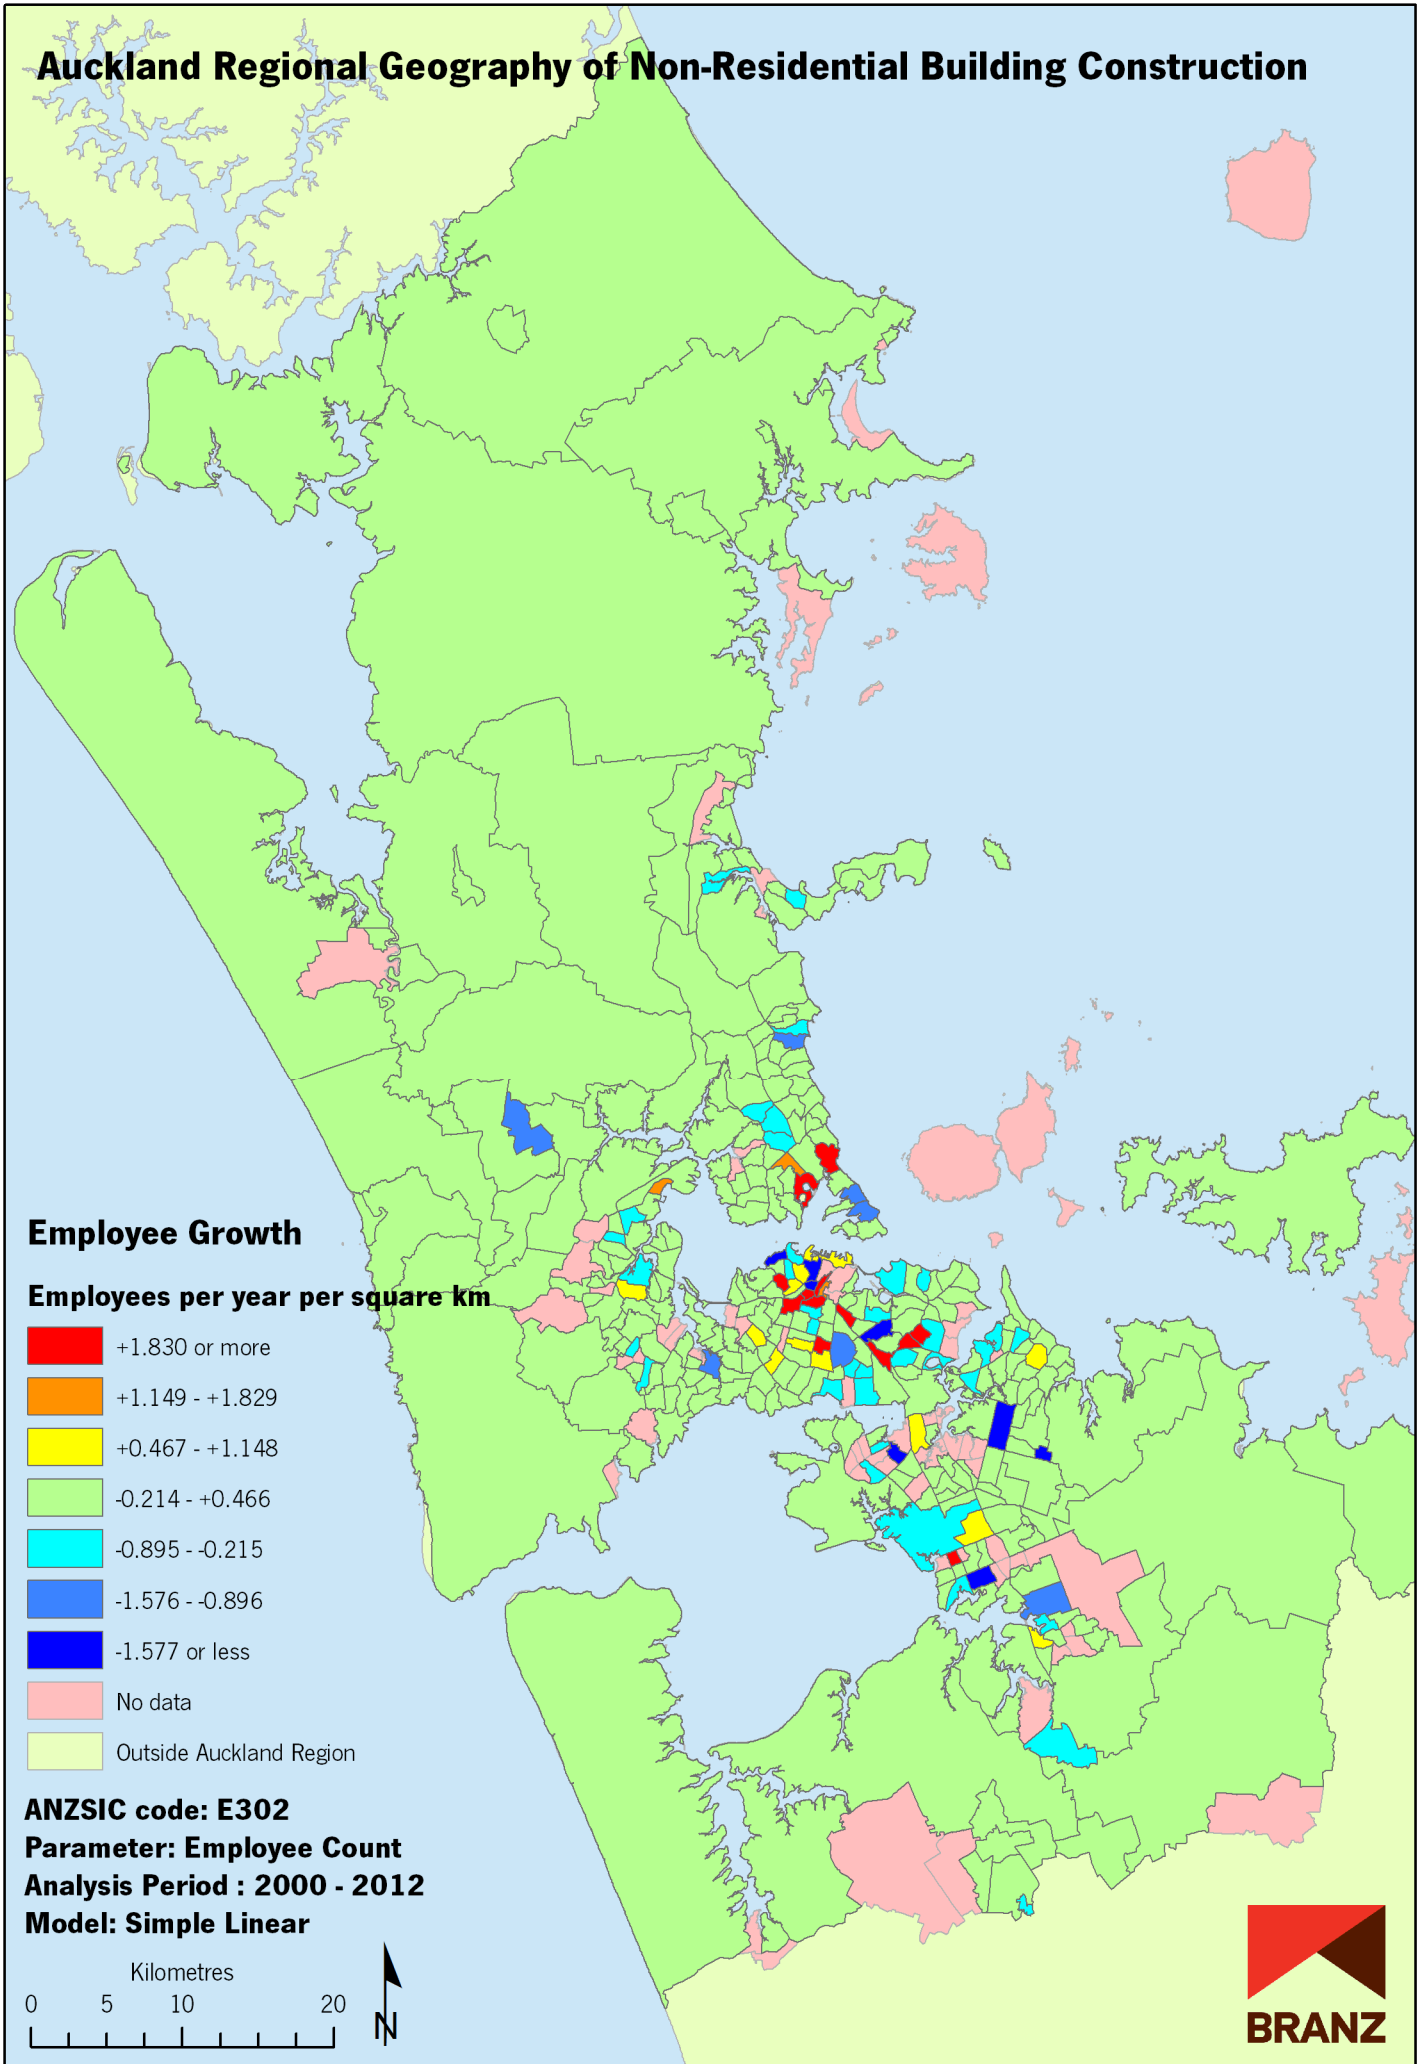 Auckland Regional Geography of Non-Residential Building Construction
Employee Growth
Employees per year per square km
+1.830 or more
+1.149 - +1.829
+0.467 - +1.148
-0.214 - +0.466
-0.895 - -0.215
-1.576 - -0.896
-1.577 or less
No data
Outside Auckland Region
ANZSIC code: E302
Parameter: Employee Count
Analysis Period : 2000 - 2012
Model: Simple Linear
Kilometres
0 5 10 20
N
BRANZ